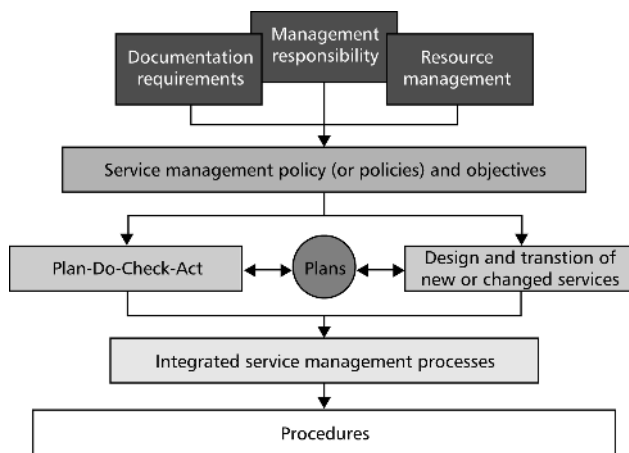 Management
responsibility
Documentation
requirements
Resource
management
Service management policy (or policies) and objectives
Plan-Do-Check-Act
Plans
Design and transtion of
new or changed services
Integrated service management processes
Procedures